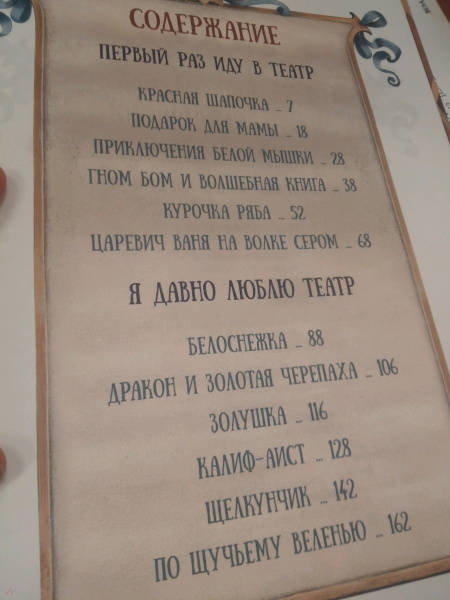 СОДЕРЖАНИЕ
ПЕРВЫЙ РАЗ ИДУ В ТЕАТР
КРАСНАЯ ШАПОЧКА ... 7
ПОДАРОК ДЛЯ МАМЫ ... 18
ПРИКЛЮЧЕНИЯ БЕЛОЙ МЫШКИ ... 28
ГНОМ БОМ И ВОЛШЕБНАЯ КНИГА ... 38
КУРОЧКА РЯБА ... 52
ЦАРЕВИЧ ВАНЯ НА ВОЛКЕ СЕРОМ ... 68
Я ДАВНО ЛЮБЛЮ ТЕАТР
БЕЛОСНЕЖКА ... 88
ДРАКОН И ЗОЛОТАЯ ЧЕРЕПАХА ... 106
ЗОЛУШКА ... 116
КАЛИФ-АИСТ ... 128
ЩЕЛКУНЧИК ... 142
ПО ЩУЧЬЕМУ ВЕЛЕНЬЮ ... 162